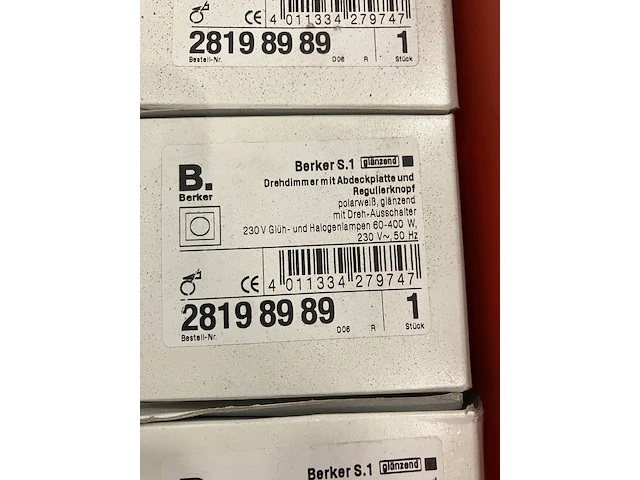 CE 4 011334 279747
2819 89 89 1
Bestell-Nr. D06 R Stück
B.
Berker
Berker S.1 glänzend
Drehdimmer mit Abdeckplatte und
Regulierknopf
polarweiß, glänzend
mit Dreh-Ausschalter
230 V Glüh- und Halogenlampen 60-400 W,
230 V~, 50 Hz
CE 4 011334 279747
2819 89 89 1
Bestell-Nr. D06 R Stück
Berker S.1 glänzend